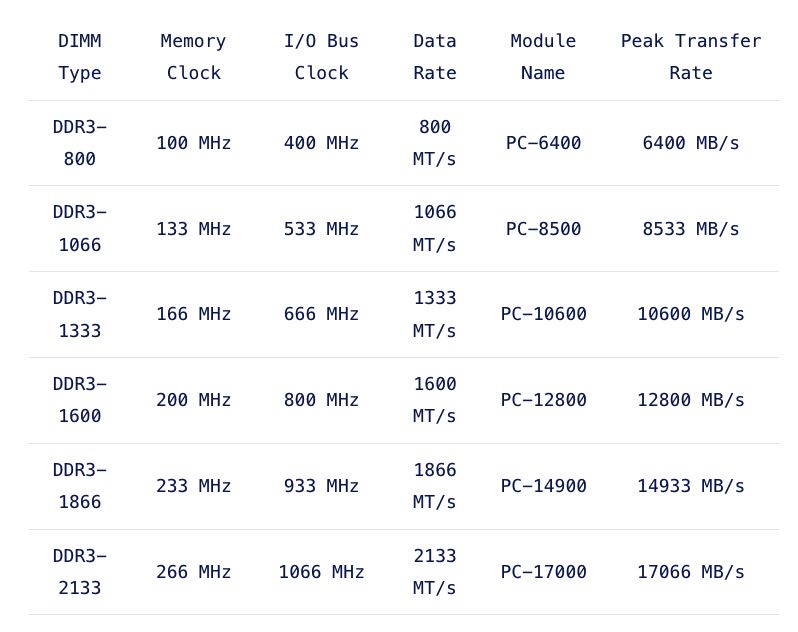 DIMM Type Memory Clock I/O Bus Clock Data Rate Module Name Peak Transfer Rate
DDR3-800 100 MHz 400 MHz 800 MT/s PC-6400 6400 MB/s
DDR3-1066 133 MHz 533 MHz 1066 MT/s PC-8500 8533 MB/s
DDR3-1333 166 MHz 666 MHz 1333 MT/s PC-10600 10600 MB/s
DDR3-1600 200 MHz 800 MHz 1600 MT/s PC-12800 12800 MB/s
DDR3-1866 233 MHz 933 MHz 1866 MT/s PC-14900 14933 MB/s
DDR3-2133 266 MHz 1066 MHz 2133 MT/s PC-17000 17066 MB/s